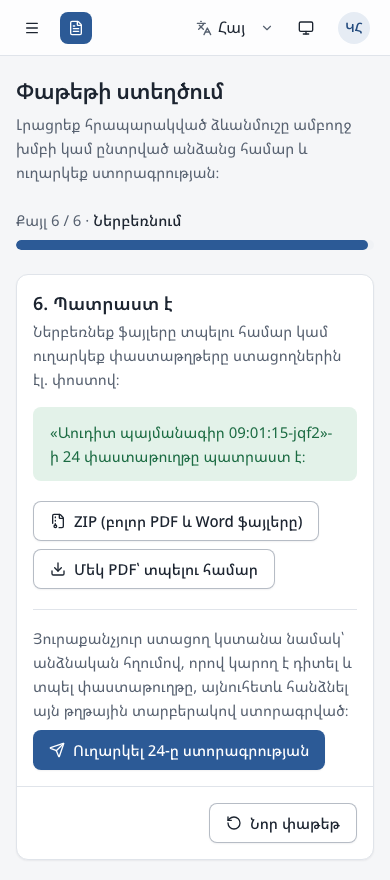 Հայ
ԿՀ
Փաթեթի ստեղծում
Լրացրեք հրապարակված ձևանմուշը ամբողջ
խմբի կամ ընտրված անձանց համար և
ուղարկեք ստորագրության։
Քայլ 6 / 6 · Ներբեռնում
6. Պատրաստ է
Ներբեռնեք ֆայլերը տպելու համար կամ
ուղարկեք փաստաթղթերը ստացողներին
էլ. փոստով։
«Աուդիտ պայմանագիր 09:01:15-jqf2»-
ի 24 փաստաթուղթը պատրաստ է։
ZIP (բոլոր PDF և Word ֆայլերը)
Մեկ PDF՝ տպելու համար
Յուրաքանչյուր ստացող կստանա նամակ՝
անձնական հղումով, որով կարող է դիտել և
տպել փաստաթուղթը, այնուհետև հանձնել
այն թղթային տարբերակով ստորագրված։
Ուղարկել 24-ը ստորագրության
Նոր փաթեթ